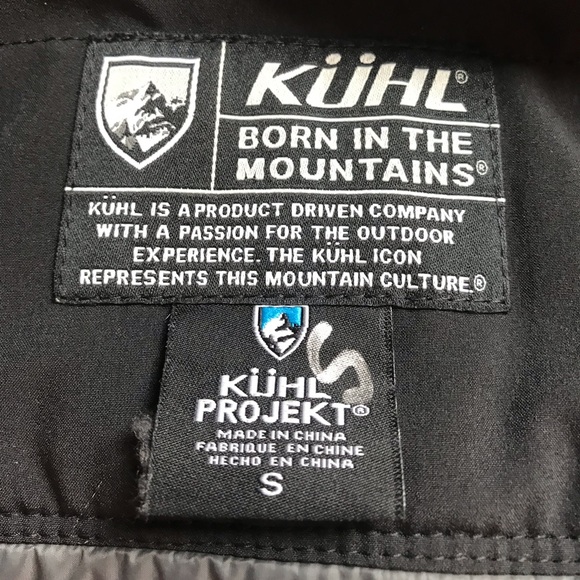 KÜHL®
BORN IN THE
MOUNTAINS®
KÜHL IS A PRODUCT DRIVEN COMPANY
WITH A PASSION FOR THE OUTDOOR
EXPERIENCE. THE KÜHL ICON
REPRESENTS THIS MOUNTAIN CULTURE.®
S
KÜHL
PROJEKT®
MADE IN CHINA
FABRIQUE EN CHINE
HECHO EN CHINA
S